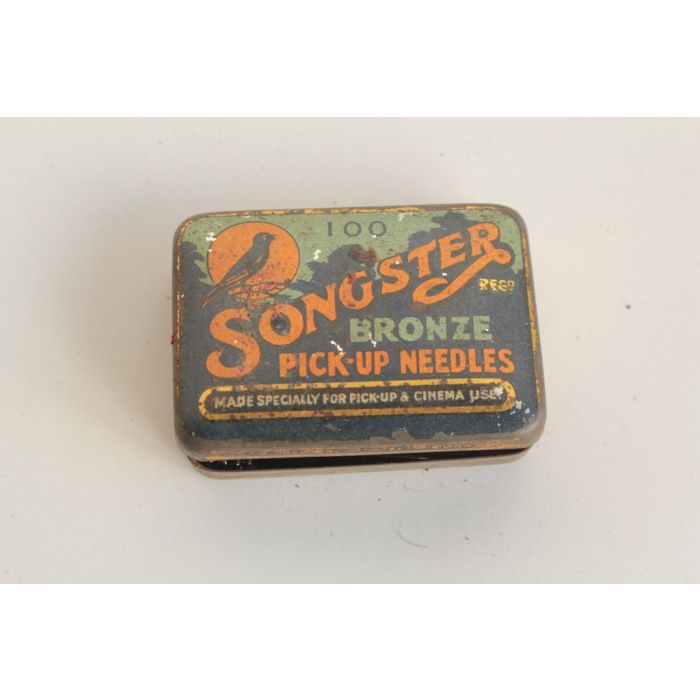 100
SONGSTER
REGD
BRONZE
PICK-UP NEEDLES
MADE SPECIALLY FOR PICK-UP & CINEMA USE